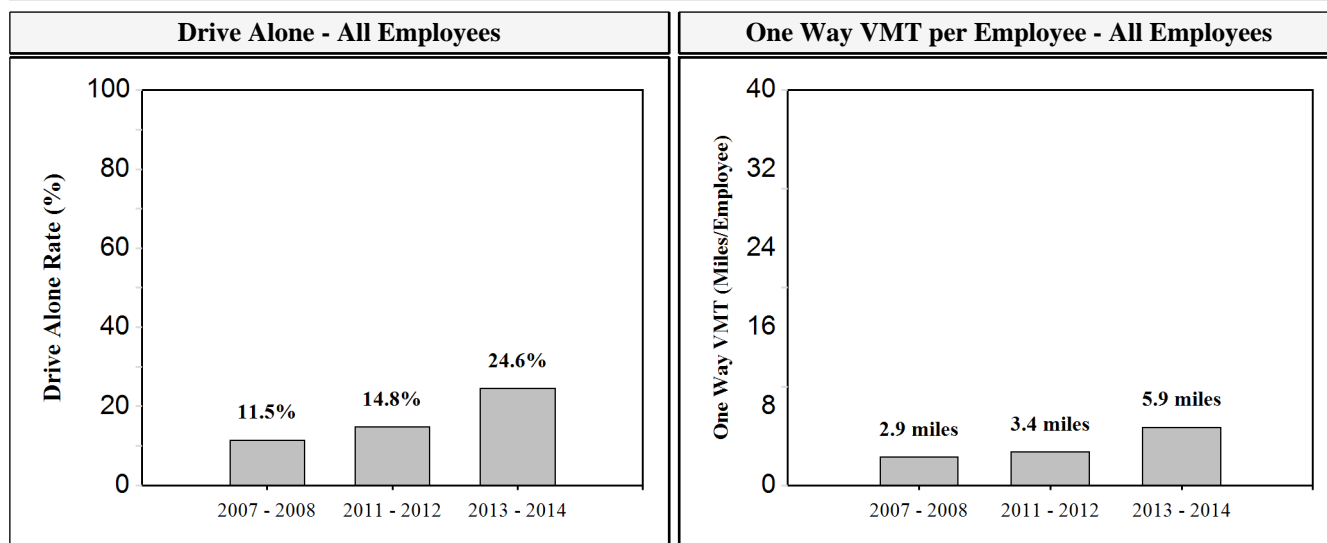 Drive Alone - All Employees
One Way VMT per Employee - All Employees
Drive Alone Rate (%)
100
80
60
40
20
0
11.5%
14.8%
24.6%
2007 - 2008
2011 - 2012
2013 - 2014
One Way VMT (Miles/Employee)
40
32
24
16
8
0
2.9 miles
3.4 miles
5.9 miles
2007 - 2008
2011 - 2012
2013 - 2014